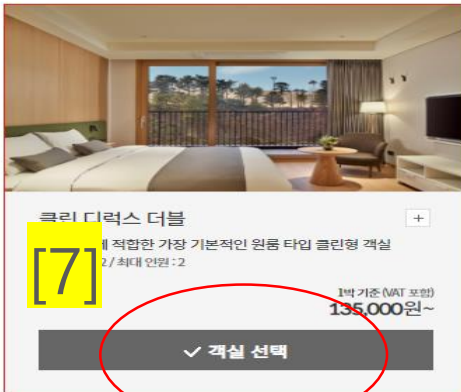 클린 디럭스 더블
+
[7]
에 적합한 가장 기본적인 원룸 타입 클린형 객실
2 / 최대 인원 : 2
1박 기준 (VAT 포함)
135,000원~
✓ 객실 선택